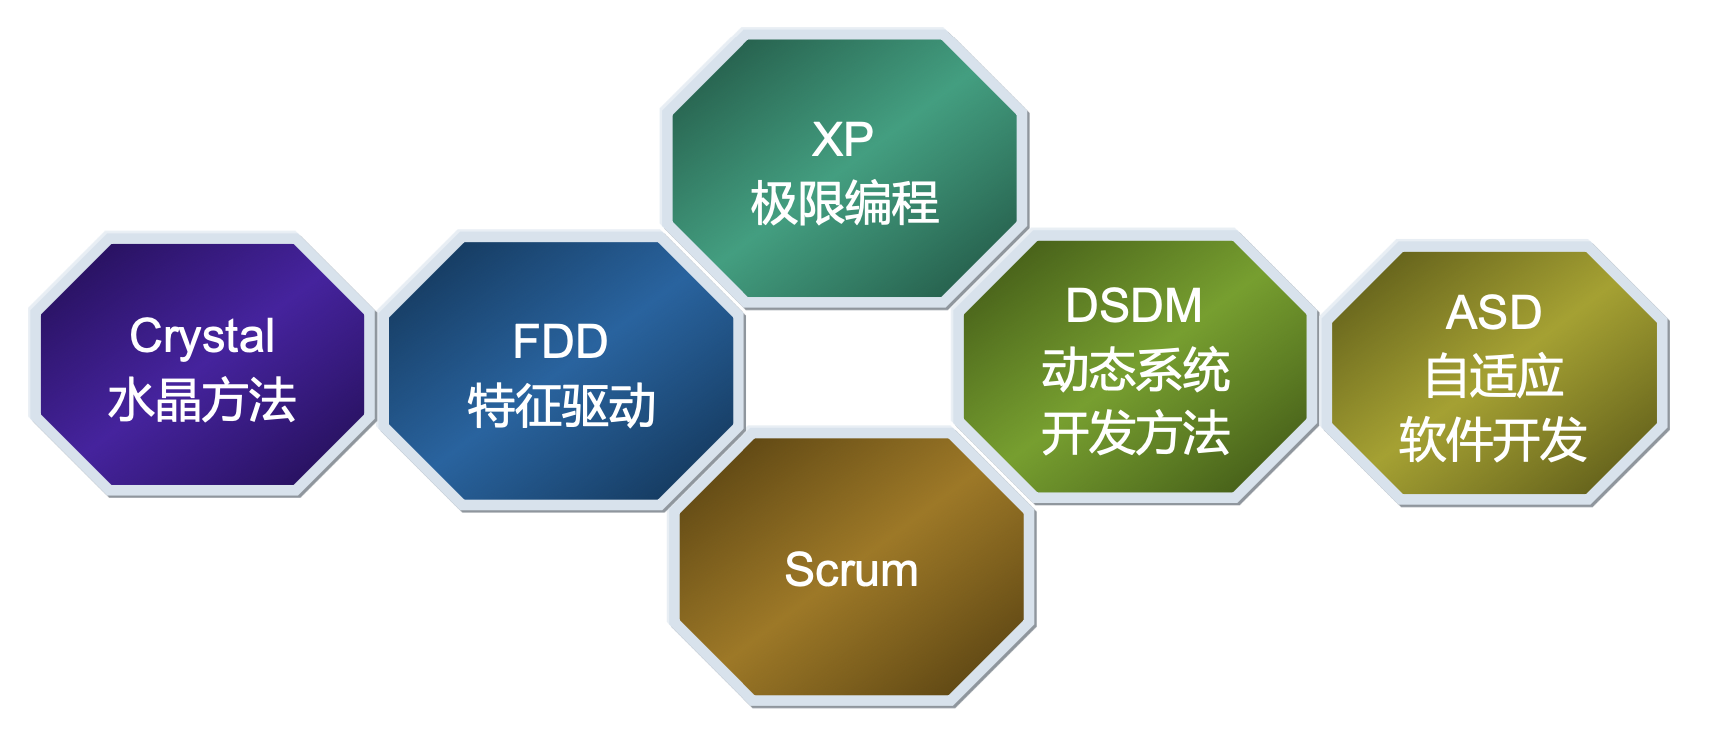 XP
极限编程
Crystal
水晶方法
FDD
特征驱动
DSDM
动态系统
开发方法
ASD
自适应
软件开发
Scrum